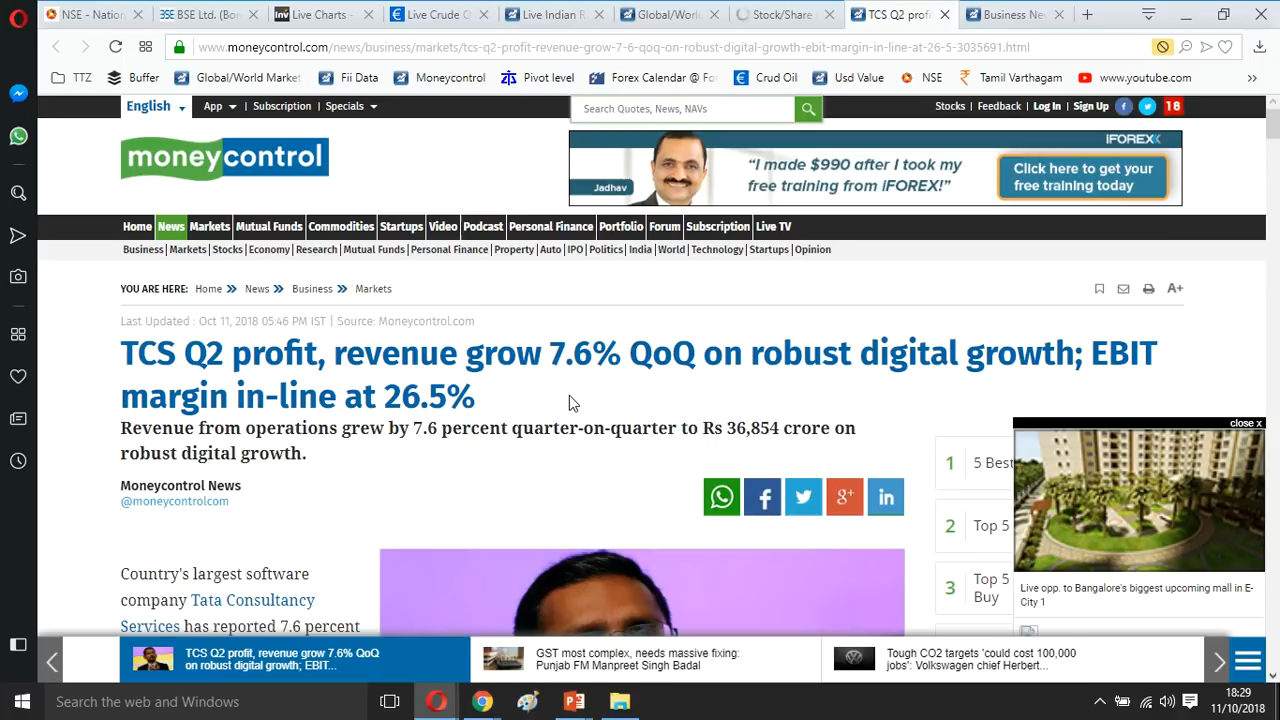 NSE - Nation
BSE Ltd. (Bon
Live Charts -
Live Crude O
Live Indian R
Global/World
Stock/Share
TCS Q2 profi
Business Ne
www.moneycontrol.com/news/business/markets/tcs-q2-profit-revenue-grow-7-6-qoq-on-robust-digital-growth-ebit-margin-in-line-at-26-5-3035691.html
TTZ Buffer Global/World Market Fii Data Moneycontrol Pivot level Forex Calendar @ Fo Crud Oil Usd Value NSE Tamil Varthagam www.youtube.com
English App Subscription Specials Search Quotes, News, NAVs Stocks | Feedback | Log In | Sign Up 18
moneycontrol
iFOREX
Jadhav
"I made $990 after I took my
free training from iFOREX!"
Click here to get your
free training today
Home News Markets Mutual Funds Commodities Startups Video Podcast Personal Finance Portfolio Forum Subscription Live TV
Business | Markets | Stocks | Economy | Research | Mutual Funds | Personal Finance | Property | Auto | IPO | Politics | India | World | Technology | Startups | Opinion
YOU ARE HERE: Home News Business Markets A+
Last Updated : Oct 11, 2018 05:46 PM IST | Source: Moneycontrol.com
TCS Q2 profit, revenue grow 7.6% QoQ on robust digital growth; EBIT
margin in-line at 26.5%
Revenue from operations grew by 7.6 percent quarter-on-quarter to Rs 36,854 crore on
robust digital growth.
Moneycontrol News
@moneycontrolcom
close x
1 5 Best
2 Top 5
3 Top 5
Buy
Live opp. to Bangalore's biggest upcoming mall in E-
City 1
Country's largest software
company Tata Consultancy
Services has reported 7.6 percent
TCS Q2 profit, revenue grow 7.6% QoQ
on robust digital growth; EBIT...
GST most complex, needs massive fixing:
Punjab FM Manpreet Singh Badal
Tough CO2 targets 'could cost 100,000
jobs': Volkswagen chief Herbert...
Search the web and Windows
18:29
11/10/2018